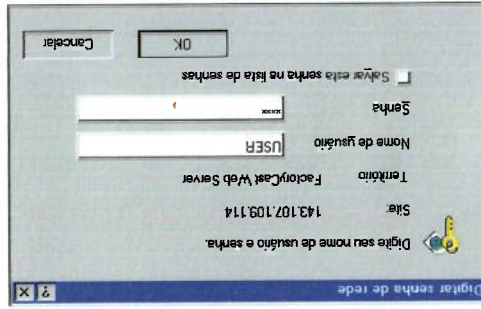 Digitar senha de rede
? X
Digite seu nome de usuário e senha.
Site: 143.107.109.114
Território FactoryCast Web Server
Nome de usuário USER
Senha ****
Salvar esta senha na lista de senhas
OK Cancelar